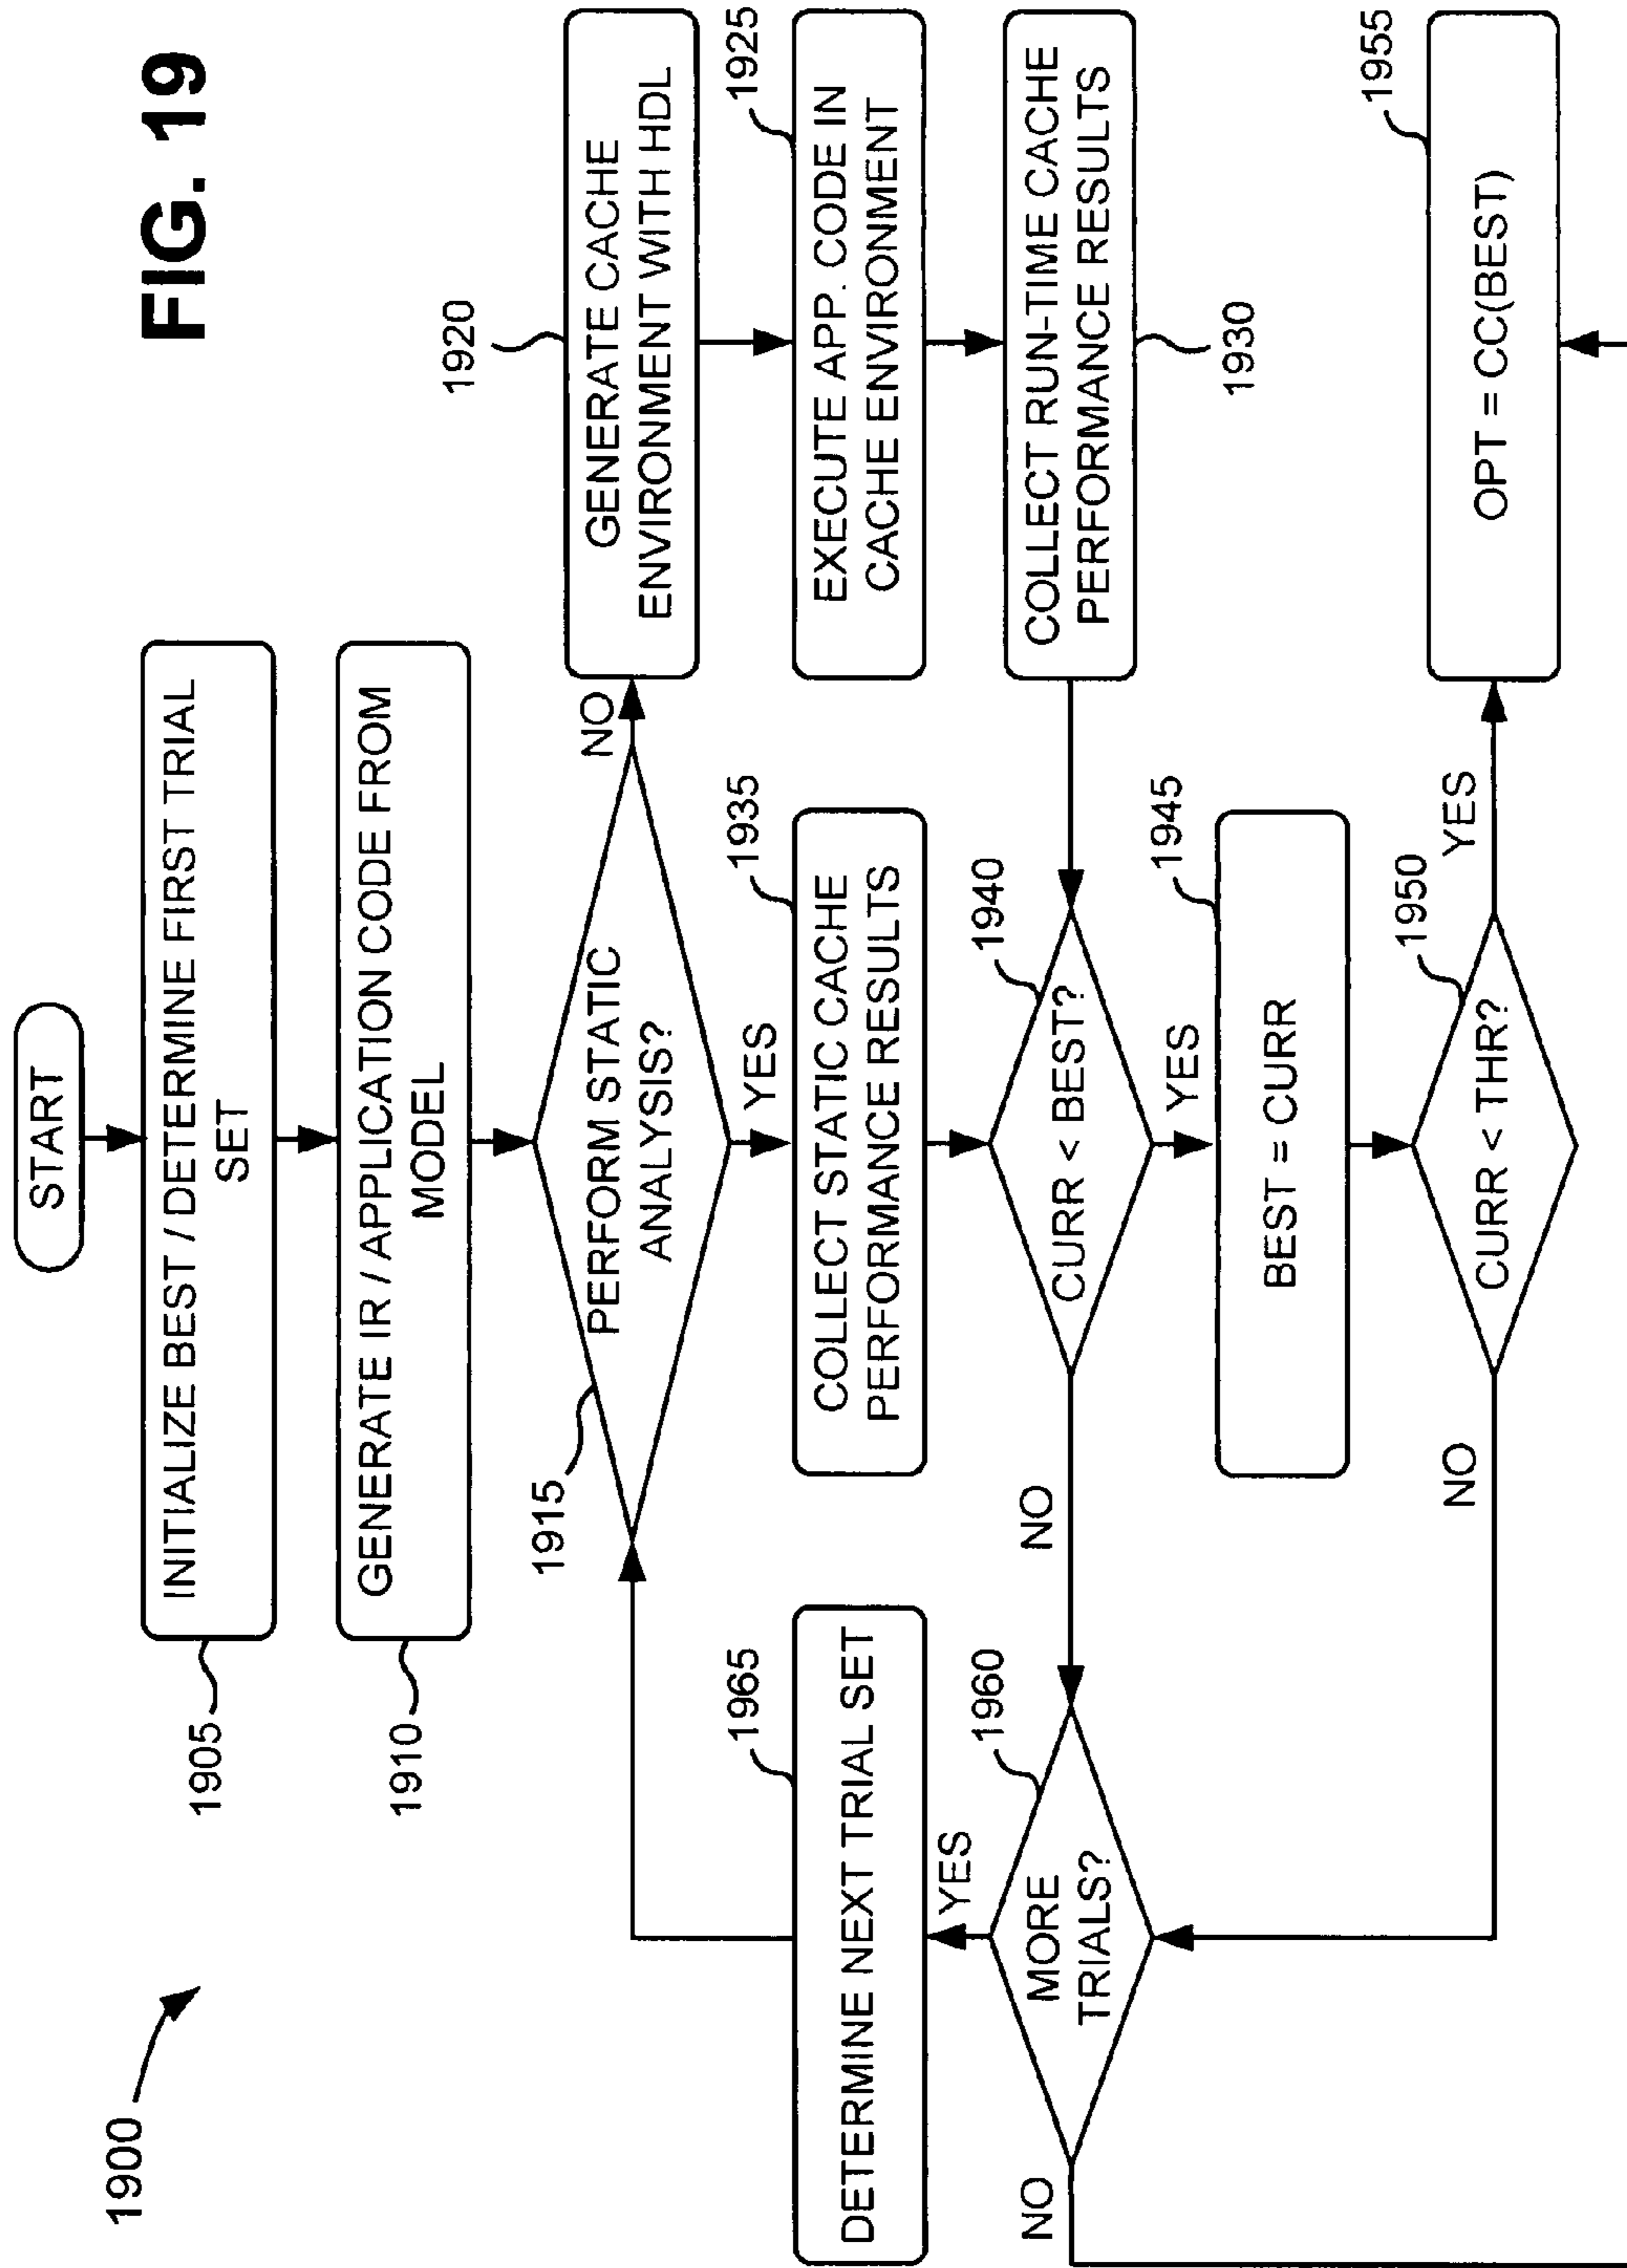 FIG. 19
1900
START
1905
INITIALIZE BEST / DETERMINE FIRST TRIAL
SET
1910
GENERATE IR / APPLICATION CODE FROM
MODEL
1915
PERFORM STATIC
ANALYSIS?
NO
YES
1920
GENERATE CACHE
ENVIRONMENT WITH HDL
1925
EXECUTE APP. CODE IN
CACHE ENVIRONMENT
COLLECT RUN-TIME CACHE
PERFORMANCE RESULTS
1930
1935
COLLECT STATIC CACHE
PERFORMANCE RESULTS
1940
CURR < BEST?
NO
YES
1945
BEST = CURR
1950
CURR < THR?
NO
YES
1955
OPT = CC(BEST)
1960
MORE
TRIALS?
YES
NO
1965
DETERMINE NEXT TRIAL SET